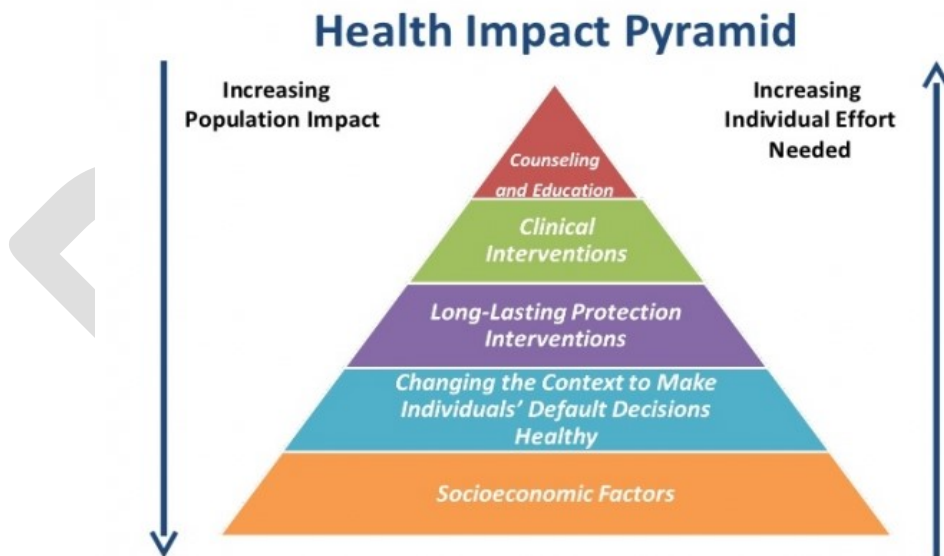 Health Impact Pyramid
Increasing
Population Impact
Increasing
Individual Effort
Needed
Counseling
and Education
Clinical
Interventions
Long-Lasting Protection
Interventions
Changing the Context to Make
Individuals’ Default Decisions
Healthy
Socioeconomic Factors